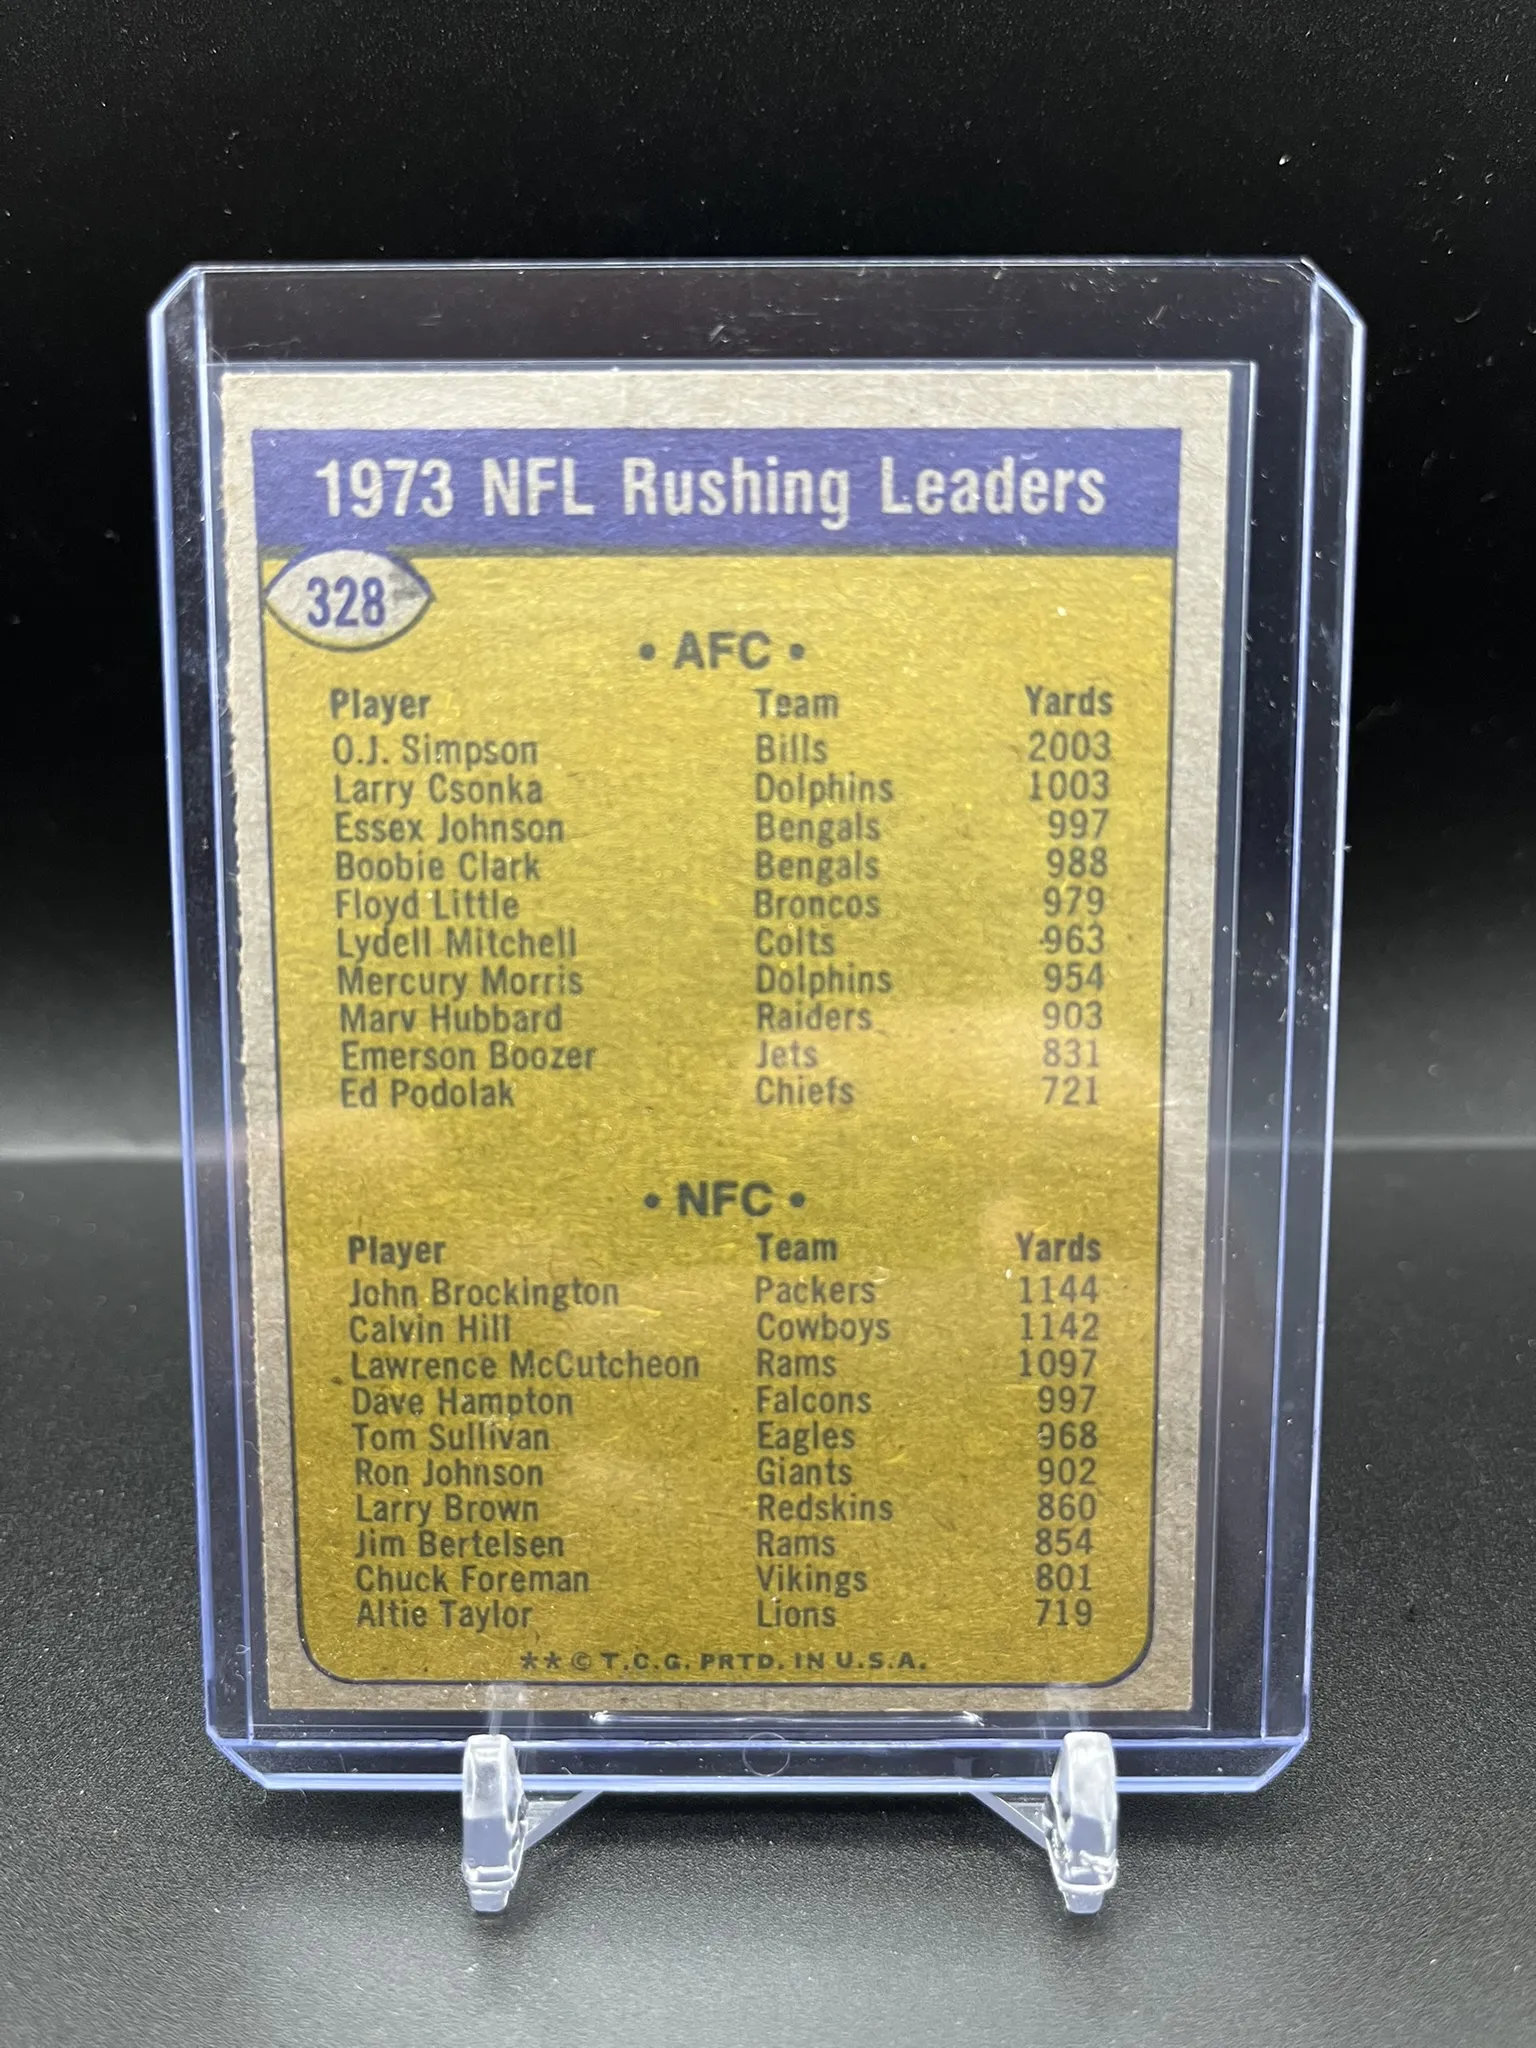 1973 NFL Rushing Leaders
328
• AFC •
Player Team Yards
O.J. Simpson Bills 2003
Larry Csonka Dolphins 1003
Essex Johnson Bengals 997
Boobie Clark Bengals 988
Floyd Little Broncos 979
Lydell Mitchell Colts 963
Mercury Morris Dolphins 954
Marv Hubbard Raiders 903
Emerson Boozer Jets 831
Ed Podolak Chiefs 721
• NFC •
Player Team Yards
John Brockington Packers 1144
Calvin Hill Cowboys 1142
Lawrence McCutcheon Rams 1097
Dave Hampton Falcons 997
Tom Sullivan Eagles 968
Ron Johnson Giants 902
Larry Brown Redskins 860
Jim Bertelsen Rams 854
Chuck Foreman Vikings 801
Altie Taylor Lions 719
** © T.C.G. PRTD. IN U.S.A.